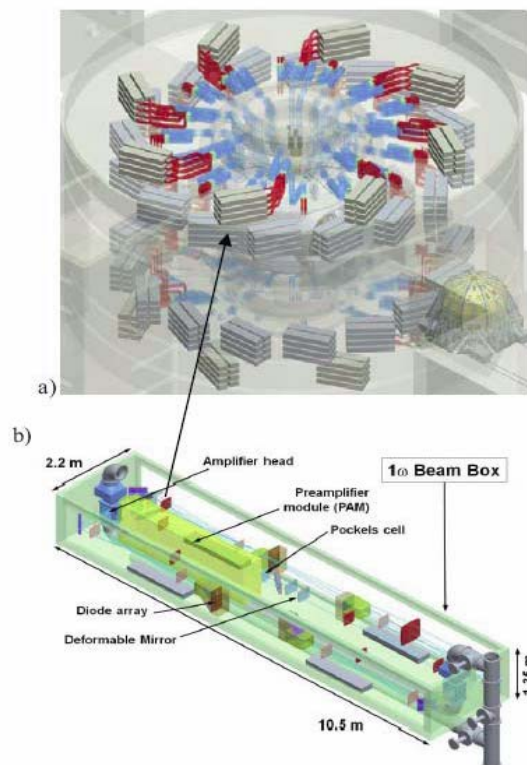 a)
b)
2.2 m
Amplifier head
1ω Beam Box
Preamplifier
module (PAM)
Pockels cell
Diode array
Deformable Mirror
10.5 m